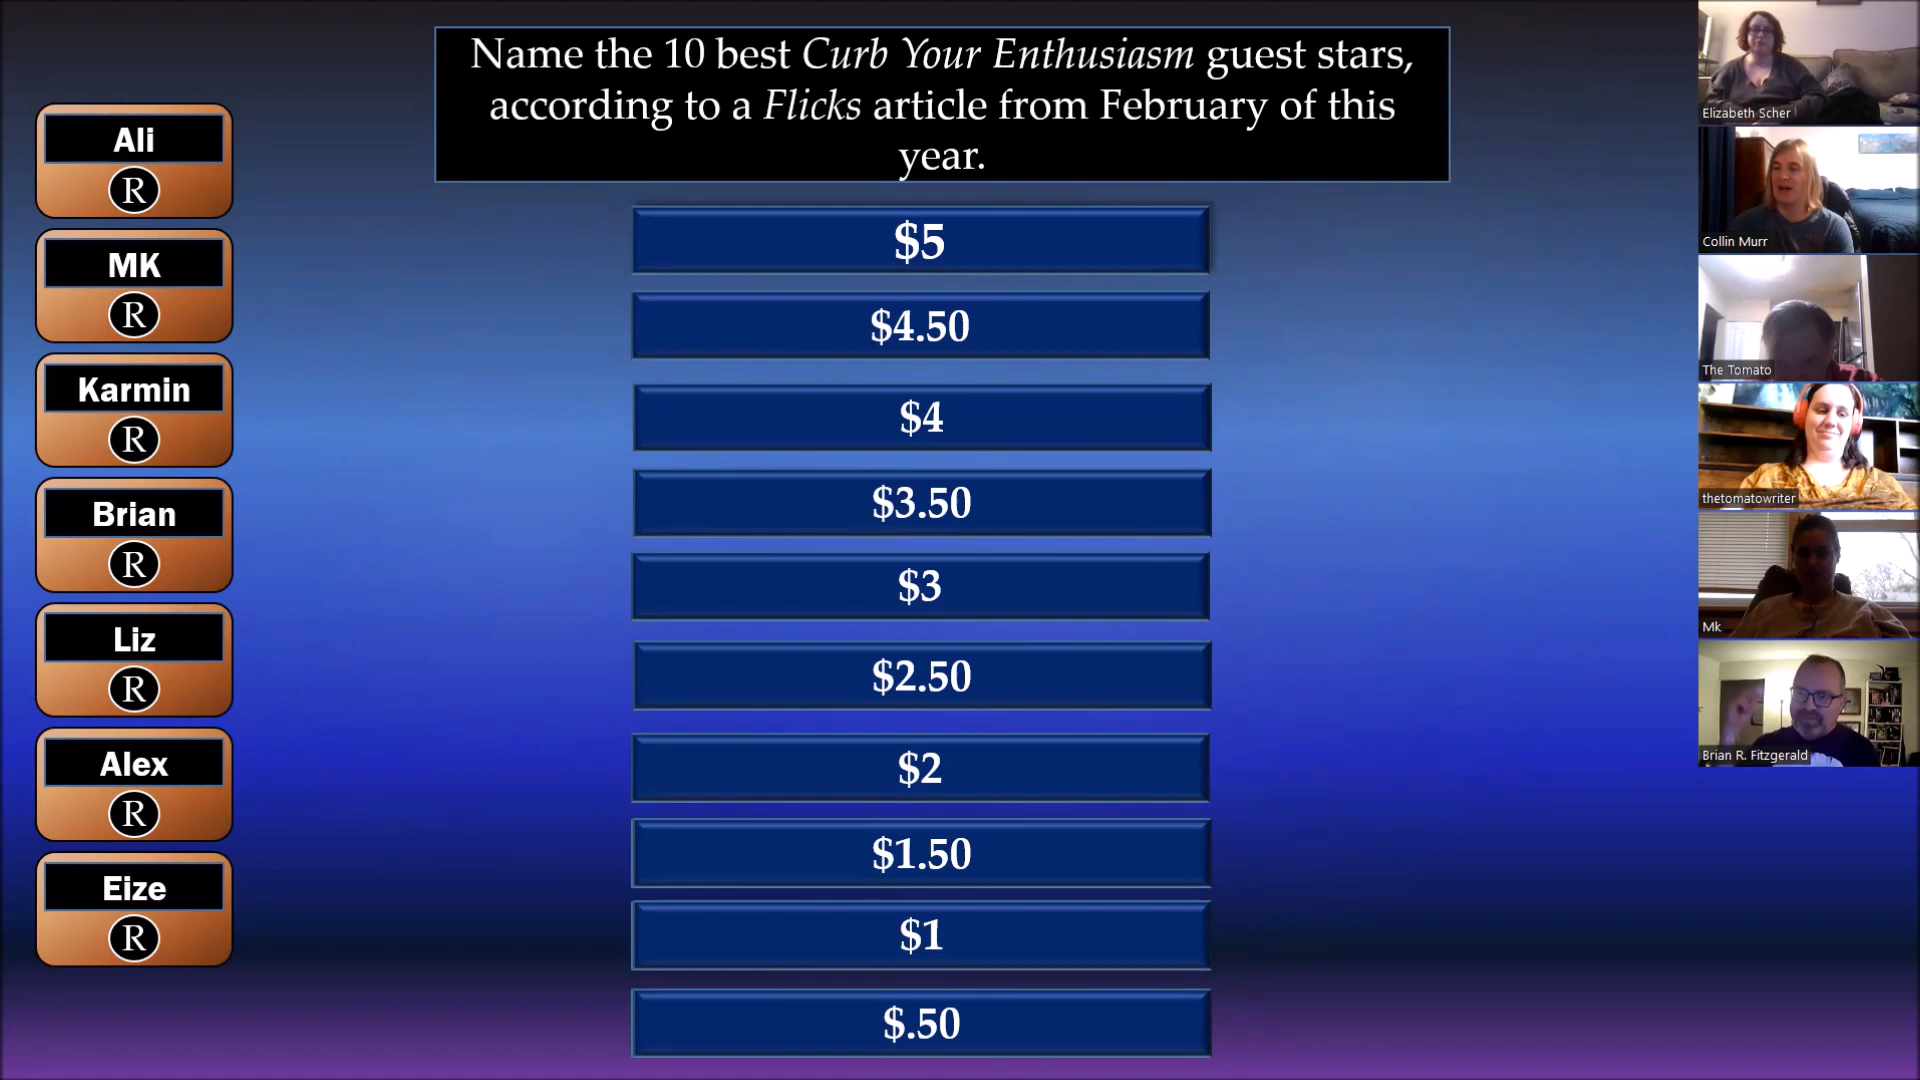 Name the 10 best Curb Your Enthusiasm guest stars,
according to a Flicks article from February of this
year.
Ali
R
MK
R
Karmin
R
Brian
R
Liz
R
Alex
R
Eize
R
$5
$4.50
$4
$3.50
$3
$2.50
$2
$1.50
$1
$.50
Elizabeth Scher
Collin Murr
The Tomato
thetomatowriter
Mk
Brian R. Fitzgerald